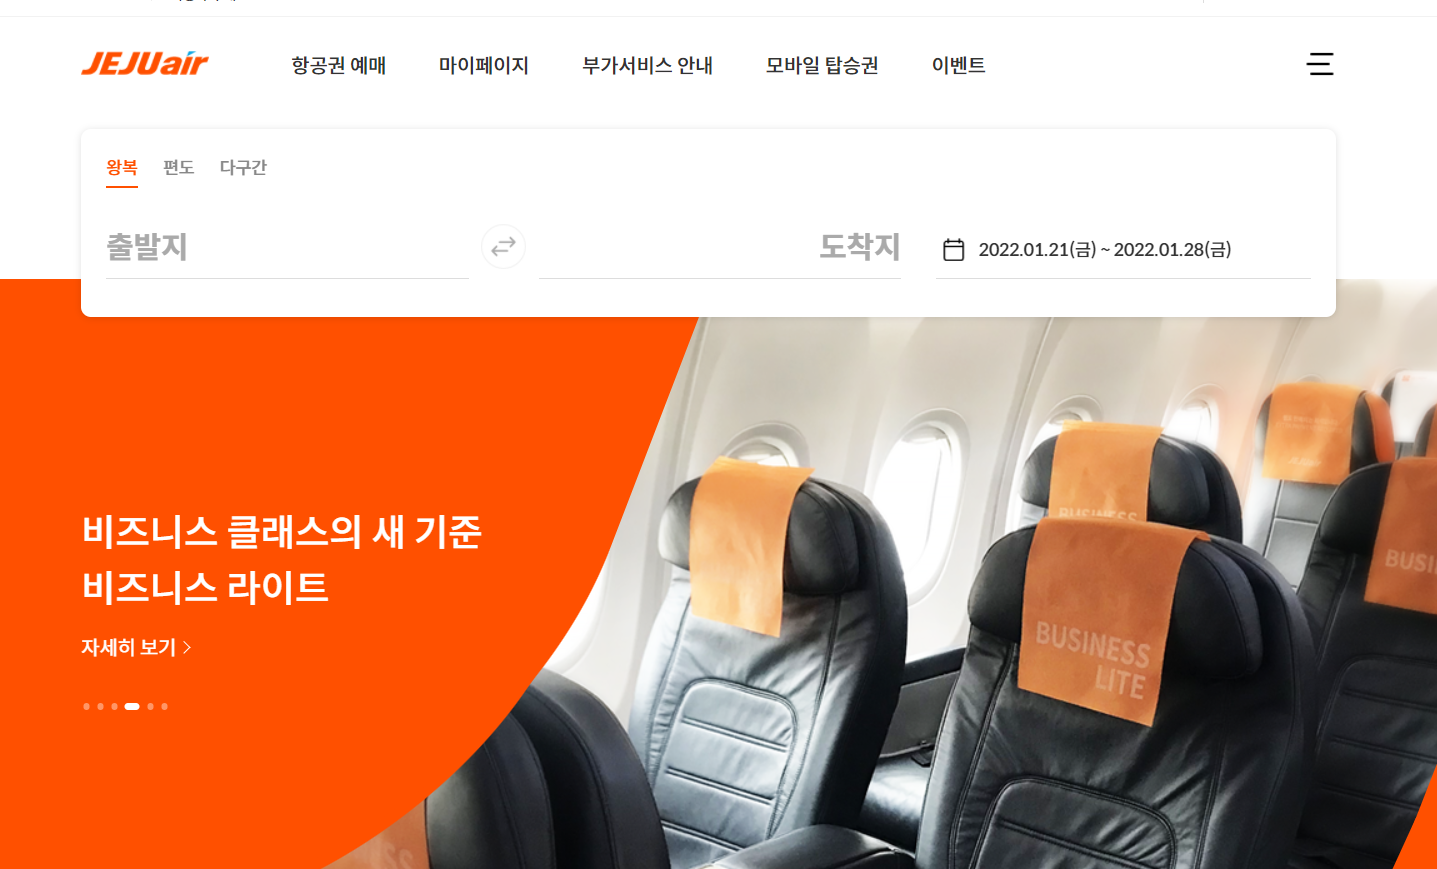 JEJUair
항공권 예매
마이페이지
부가서비스 안내
모바일 탑승권
이벤트
왕복
편도
다구간
출발지
도착지
2022.01.21(금) ~ 2022.01.28(금)
비즈니스 클래스의 새 기준
비즈니스 라이트
자세히 보기
BUSINESS
BUSINESS
LITE